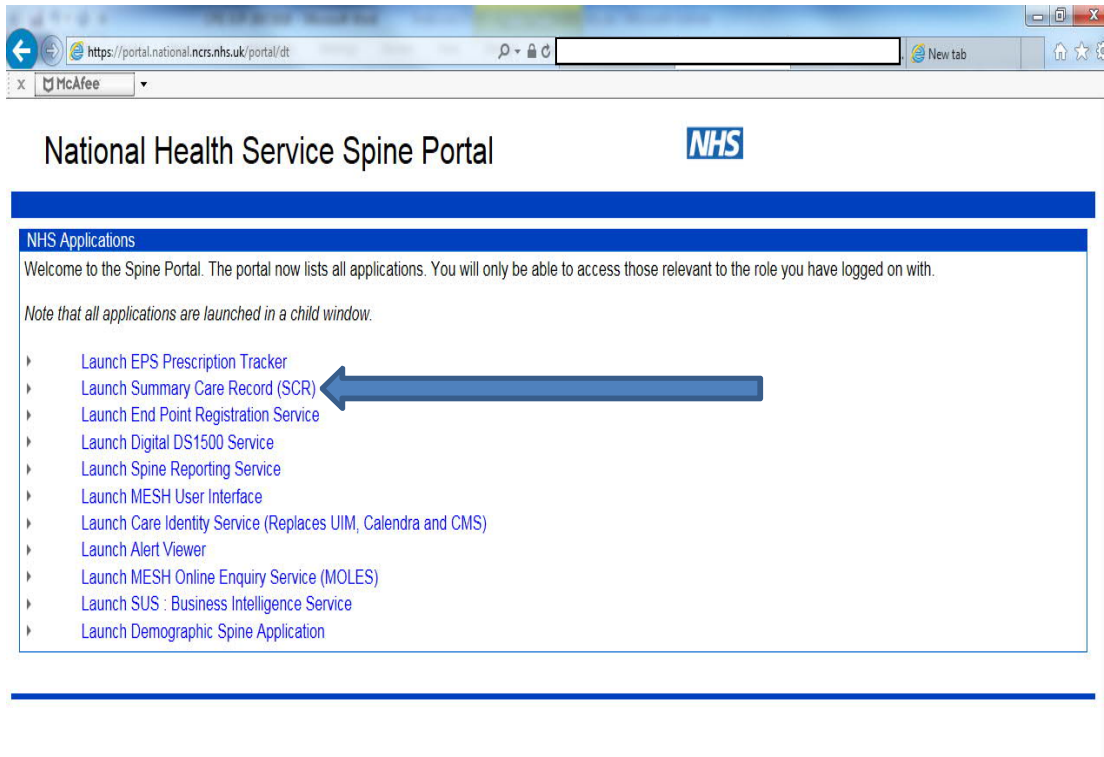 https://portal.national.ncrs.nhs.uk/portal/dt
New tab
x McAfee
National Health Service Spine Portal
NHS
NHS Applications
Welcome to the Spine Portal. The portal now lists all applications. You will only be able to access those relevant to the role you have logged on with.
Note that all applications are launched in a child window.
Launch EPS Prescription Tracker
Launch Summary Care Record (SCR)
Launch End Point Registration Service
Launch Digital DS1500 Service
Launch Spine Reporting Service
Launch MESH User Interface
Launch Care Identity Service (Replaces UIM, Calendra and CMS)
Launch Alert Viewer
Launch MESH Online Enquiry Service (MOLES)
Launch SUS : Business Intelligence Service
Launch Demographic Spine Application